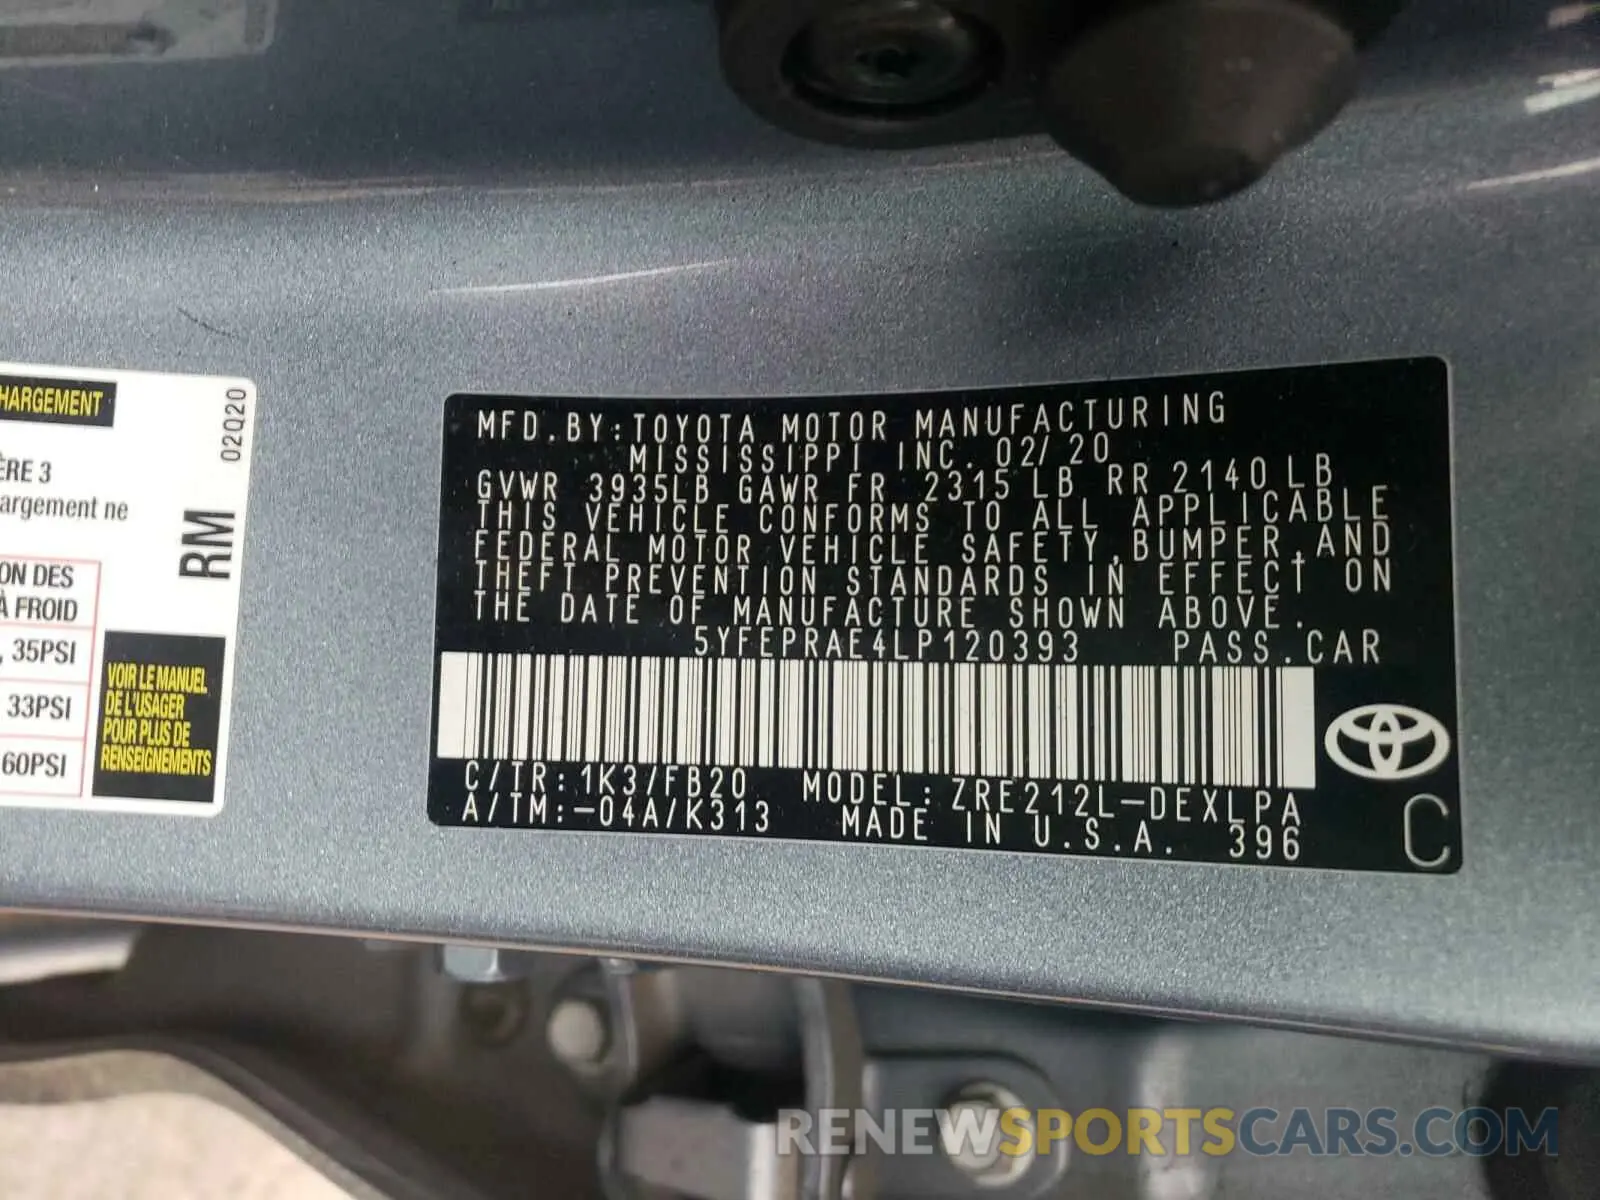 HARGEMENT
02Q20
ÈRE 3
argement ne
RM
ON DES
À FROID
, 35PSI
33PSI
60PSI
VOIR LE MANUEL
DE L'USAGER
POUR PLUS DE
RENSEIGNEMENTS
MFD.BY:TOYOTA MOTOR MANUFACTURING
MISSISSIPPI INC. 02/20
GVWR 3935LB GAWR FR 2315LB RR 2140LB
THIS VEHICLE CONFORMS TO ALL APPLICABLE
FEDERAL MOTOR VEHICLE SAFETY,BUMPER,AND
THEFT PREVENTION STANDARDS IN EFFECT ON
THE DATE OF MANUFACTURE SHOWN ABOVE.
5YFEPRAE4LP120393 PASS.CAR
C/TR:1K3/FB20 MODEL:ZRE212L-DEXLPA
A/TM:-04A/K313 MADE IN U.S.A. 396
C
RENEWSPORTSCARS.COM